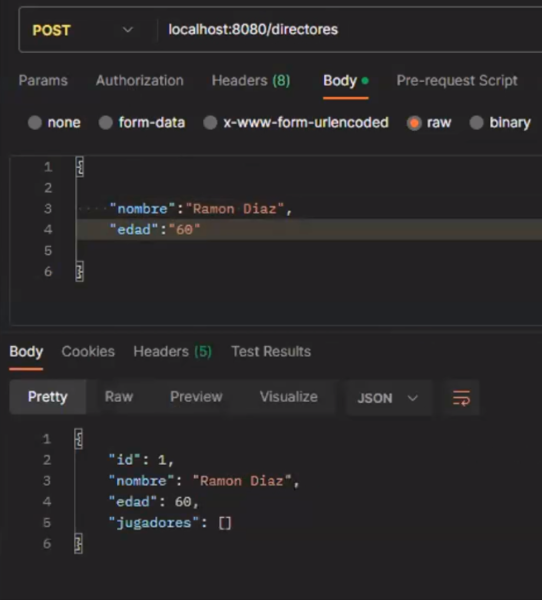 POST localhost:8080/directores
Params Authorization Headers (8) Body Pre-request Script
none form-data x-www-form-urlencoded raw binary
1 {
2
3 ····"nombre":"Ramon Diaz",
4 "edad":"60"
5
6 }
Body Cookies Headers (5) Test Results
Pretty Raw Preview Visualize JSON
1 {
2 "id": 1,
3 "nombre": "Ramon Diaz",
4 "edad": 60,
5 "jugadores": []
6 }